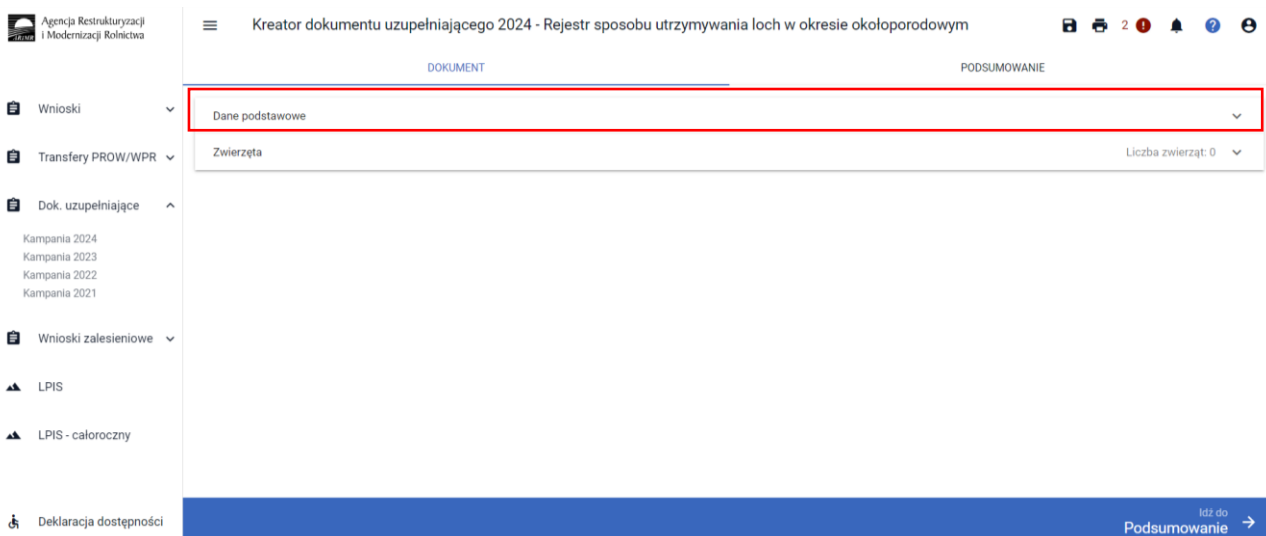 Agencja Restrukturyzacji
i Modernizacji Rolnictwa
ARiMR
Kreator dokumentu uzupełniającego 2024 - Rejestr sposobu utrzymywania loch w okresie okołoporodowym
2
DOKUMENT
PODSUMOWANIE
Wnioski
Transfery PROW/WPR
Dok. uzupełniające
Kampania 2024
Kampania 2023
Kampania 2022
Kampania 2021
Wnioski zalesieniowe
LPIS
LPIS - całoroczny
Deklaracja dostępności
Dane podstawowe
Zwierzęta
Liczba zwierząt: 0
Idź do
Podsumowanie